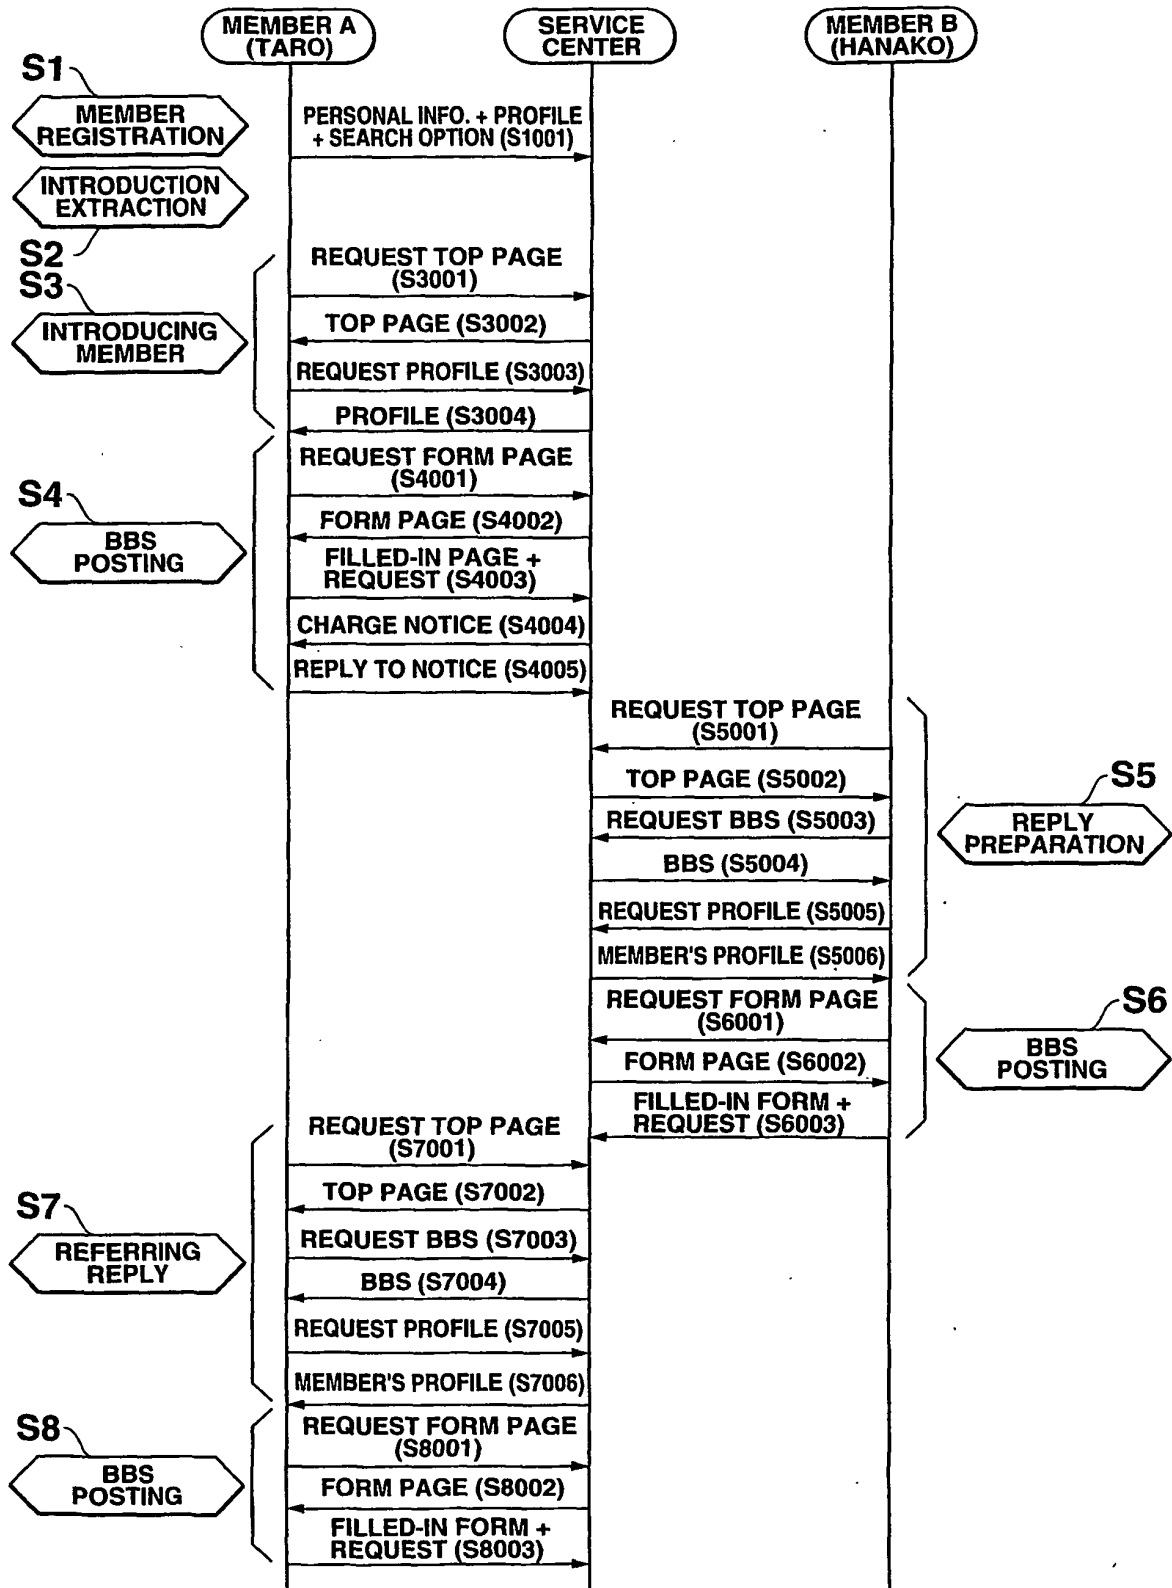 MEMBER A
(TARO)
SERVICE
CENTER
MEMBER B
(HANAKO)
S1
MEMBER
REGISTRATION
PERSONAL INFO. + PROFILE
+ SEARCH OPTION (S1001)
INTRODUCTION
EXTRACTION
S2
S3
INTRODUCING
MEMBER
REQUEST TOP PAGE
(S3001)
TOP PAGE (S3002)
REQUEST PROFILE (S3003)
PROFILE (S3004)
S4
BBS
POSTING
REQUEST FORM PAGE
(S4001)
FORM PAGE (S4002)
FILLED-IN PAGE +
REQUEST (S4003)
CHARGE NOTICE (S4004)
REPLY TO NOTICE (S4005)
REQUEST TOP PAGE
(S5001)
TOP PAGE (S5002)
REQUEST BBS (S5003)
BBS (S5004)
REQUEST PROFILE (S5005)
MEMBER'S PROFILE (S5006)
S5
REPLY
PREPARATION
REQUEST FORM PAGE
(S6001)
FORM PAGE (S6002)
FILLED-IN FORM +
REQUEST (S6003)
S6
BBS
POSTING
REQUEST TOP PAGE
(S7001)
TOP PAGE (S7002)
REQUEST BBS (S7003)
BBS (S7004)
REQUEST PROFILE (S7005)
MEMBER'S PROFILE (S7006)
S7
REFERRING
REPLY
S8
BBS
POSTING
REQUEST FORM PAGE
(S8001)
FORM PAGE (S8002)
FILLED-IN FORM +
REQUEST (S8003)